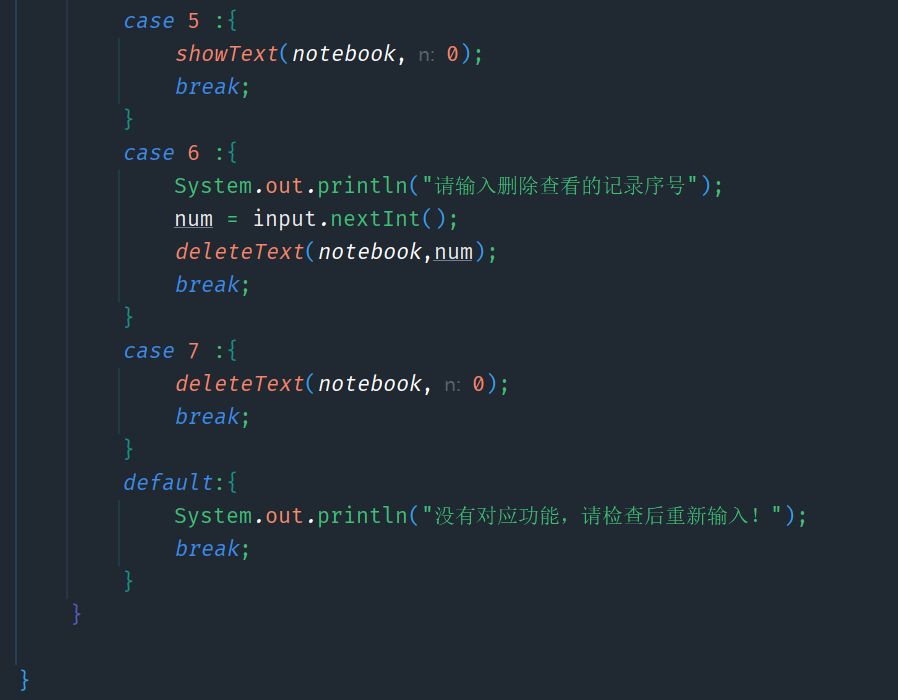 case 5 :{
showText(notebook, n: 0);
break;
}
case 6 :{
System.out.println("请输入删除查看的记录序号");
num = input.nextInt();
deleteText(notebook,num);
break;
}
case 7 :{
deleteText(notebook, n: 0);
break;
}
default:{
System.out.println("没有对应功能，请检查后重新输入！");
break;
}
}
}